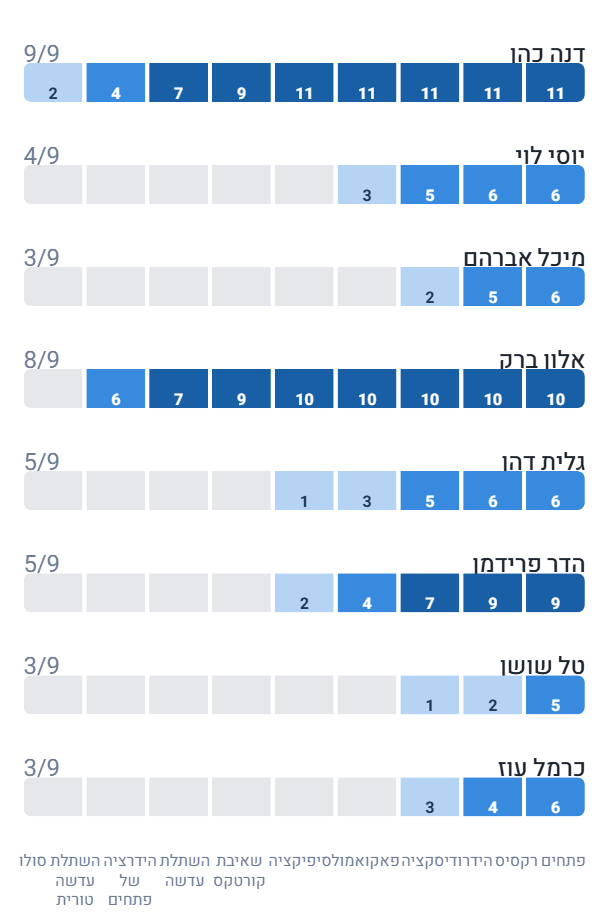 דנה כהן 9/9
11 11 11 11 11 9 7 4 2
יוסי לוי 4/9
6 6 5 3
מיכל אברהם 3/9
6 5 2
אלון ברק 8/9
10 10 10 10 10 9 7 6
גלית דהן 5/9
6 6 5 3 1
הדר פרידמן 5/9
9 9 7 4 2
טל שושן 3/9
5 2 1
כרמל עוז 3/9
6 4 3
פתחים רקסיס הידרודיסקציה פאקואמולסיפיקציה שאיבת השתלת הידרציה השתלת סולו
קורטקס עדשה של עדשה
פתחים טורית